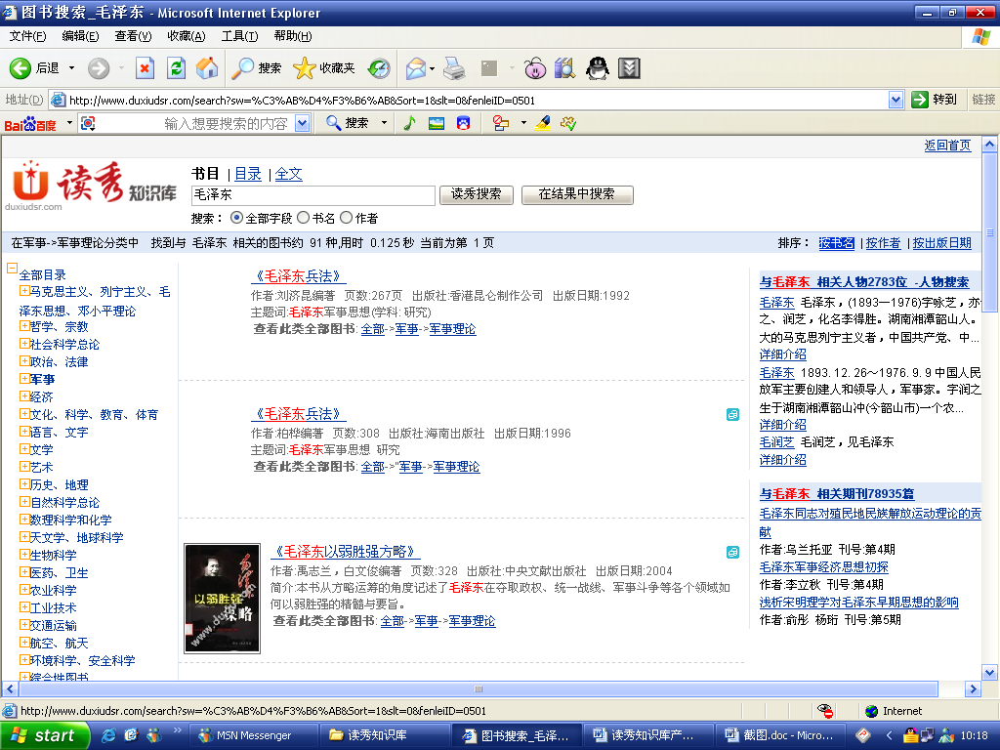 图书搜索_毛泽东 - Microsoft Internet Explorer
文件(F) 编辑(E) 查看(V) 收藏(A) 工具(T) 帮助(H)
后退 搜索 收藏夹
地址(D) http://www.duxiudsr.com/search?sw=%C3%AB%D4%F3%B6%AB&Sort=1&slt=0&fenleiID=0501 转到 链接
Bai百度 输入想要搜索的内容 搜索
返回首页
读秀知识库
duxiudsr.com
书目 | 目录 | 全文
毛泽东 读秀搜索 在结果中搜索
搜索: 全部字段 书名 作者
在军事->军事理论分类中 找到与 毛泽东 相关的图书约 91 种,用时 0.125 秒 当前为第 1 页 排序: 按书名 | 按作者 | 按出版日期
全部目录
马克思主义、列宁主义、毛
泽东思想、邓小平理论
哲学、宗教
社会科学总论
政治、法律
军事
经济
文化、科学、教育、体育
语言、文字
文学
艺术
历史、地理
自然科学总论
数理科学和化学
天文学、地球科学
生物科学
医药、卫生
农业科学
工业技术
交通运输
航空、航天
环境科学、安全科学
综合性图书
《毛泽东兵法》
作者:刘济昆编著 页数:267页 出版社:香港昆仑制作公司 出版日期:1992
主题词:毛泽东军事思想(学科: 研究)
查看此类全部图书: 全部->军事->军事理论
《毛泽东兵法》
作者:柏桦编著 页数:308 出版社:海南出版社 出版日期:1996
主题词:毛泽东军事思想 研究
查看此类全部图书: 全部->"军事->军事理论
毛泽东
以弱胜强
策略
www.duxiu
《毛泽东以弱胜强方略》
作者:禹志兰，白文俊编著 页数:328 出版社:中央文献出版社 出版日期:2004
简介:本书从方略运筹的角度记述了毛泽东在夺取政权、统一战线、军事斗争等各个领域如
何以弱胜强的精髓与要旨。
查看此类全部图书: 全部->军事->军事理论
与毛泽东 相关人物2783位 -人物搜索
毛泽东 毛泽东，(1893—1976)字咏芝，亦
之、润芝，化名李得胜。湖南湘潭韶山人。
大的马克思列宁主义者，中国共产党、中...
详细介绍
毛泽东 1893.12.26～1976.9.9 中国人民
放军主要创建人和领导人，军事家。字润之
生于湖南湘潭韶山冲(今韶山市)一个农...
详细介绍
毛润芝 毛润芝，见毛泽东
详细介绍
与毛泽东 相关期刊78935篇
毛泽东同志对殖民地民族解放运动理论的贡
献
作者:乌兰托亚 刊号:第4期
毛泽东军事经济思想初探
作者:李立秋 刊号:第4期
浅析宋明理学对毛泽东早期思想的影响
作者:俞彤 杨珩 刊号:第5期
http://www.duxiudsr.com/search?sw=%C3%AB%D4%F3%B6%AB&Sort=1&slt=0&fenleiID=0501 Internet
start MSN Messenger 读秀知识库 图书搜索_毛泽... 读秀知识库产... 截图.doc - Micros... 10:18